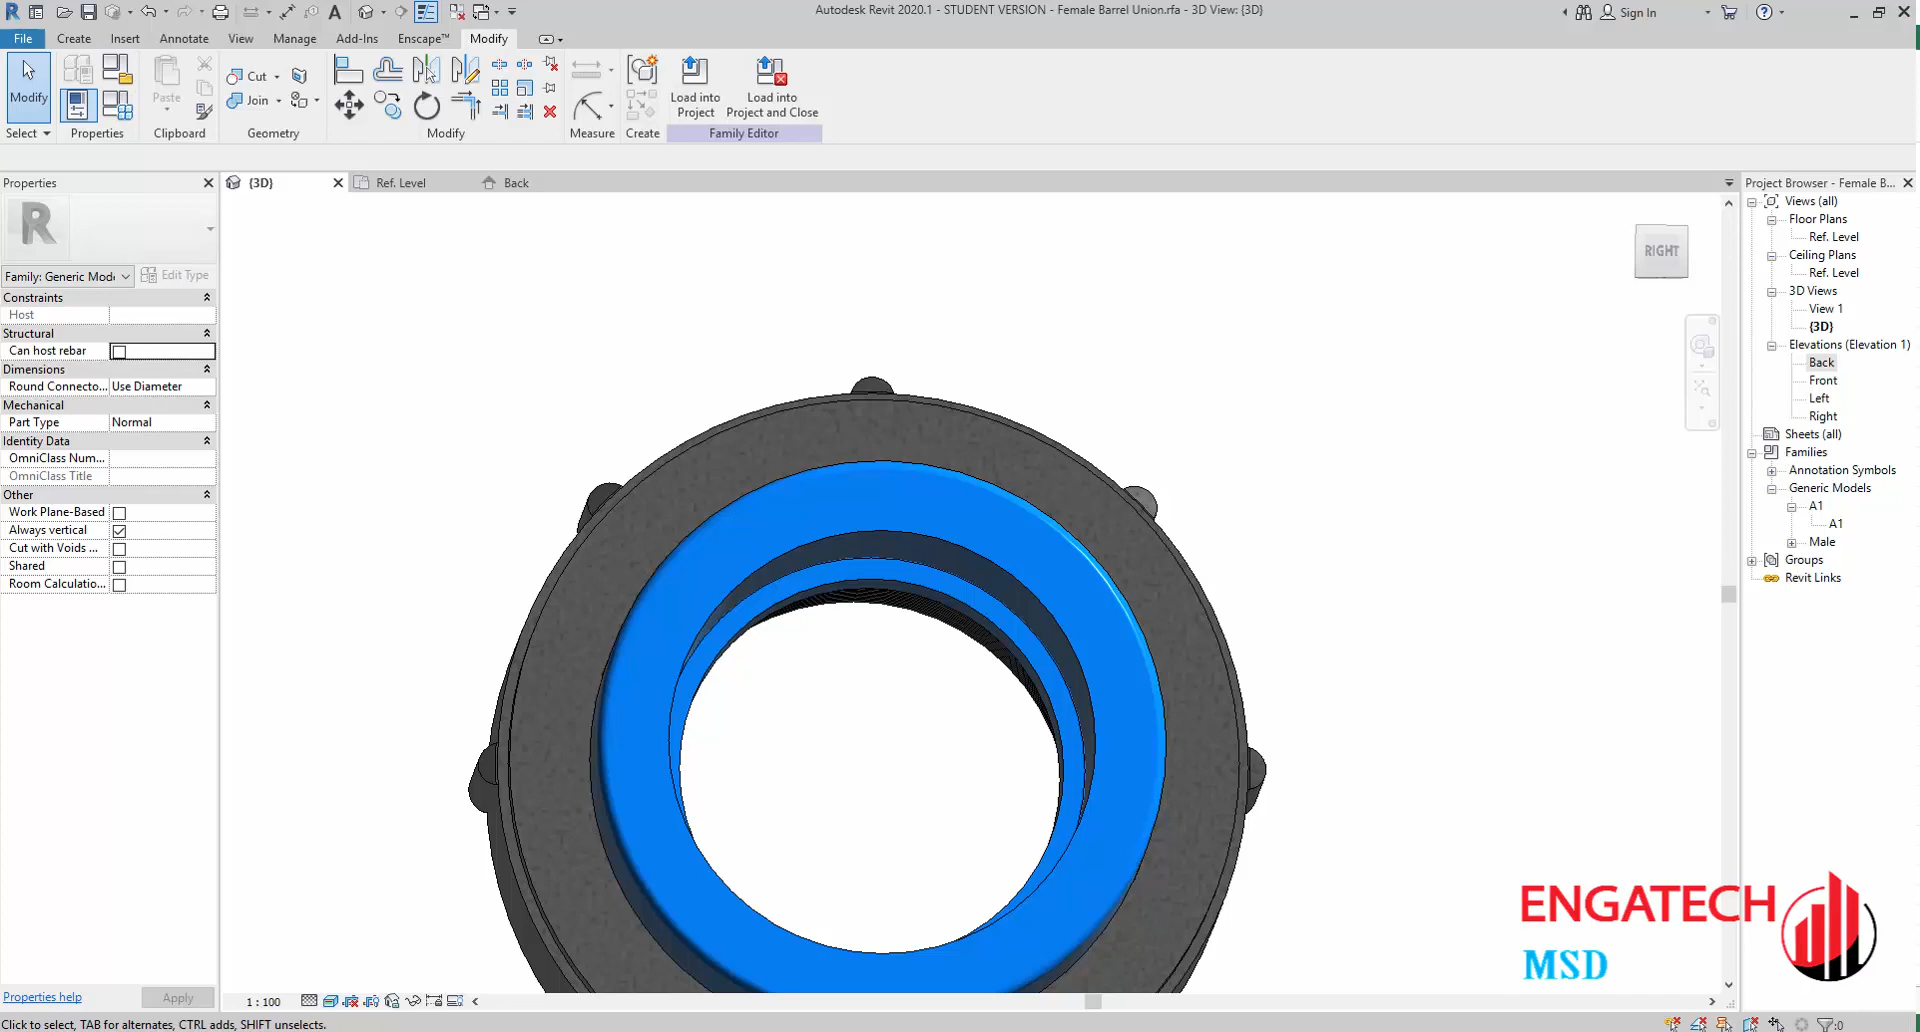 Autodesk Revit 2020.1 - STUDENT VERSION - Female Barrel Union.rfa - 3D View: {3D}
Sign In
File Create Insert Annotate View Manage Add-Ins Enscape™ Modify
Modify
Paste
Cut
Join
Load into Project
Load into Project and Close
Select Properties Clipboard Geometry Modify Measure Create Family Editor
Properties
{3D} Ref. Level Back
Project Browser - Female B...
R
Family: Generic Mod
Edit Type
Constraints
Host
Structural
Can host rebar
Dimensions
Round Connecto... Use Diameter
Mechanical
Part Type Normal
Identity Data
OmniClass Num...
OmniClass Title
Other
Work Plane-Based
Always vertical
Cut with Voids ...
Shared
Room Calculatio...
Properties help
Apply
RIGHT
Views (all)
Floor Plans
Ref. Level
Ceiling Plans
Ref. Level
3D Views
View 1
{3D}
Elevations (Elevation 1)
Back
Front
Left
Right
Sheets (all)
Families
Annotation Symbols
Generic Models
A1
A1
Male
Groups
Revit Links
ENGATECH
MSD
1 : 100
Click to select, TAB for alternates, CTRL adds, SHIFT unselects.
:0